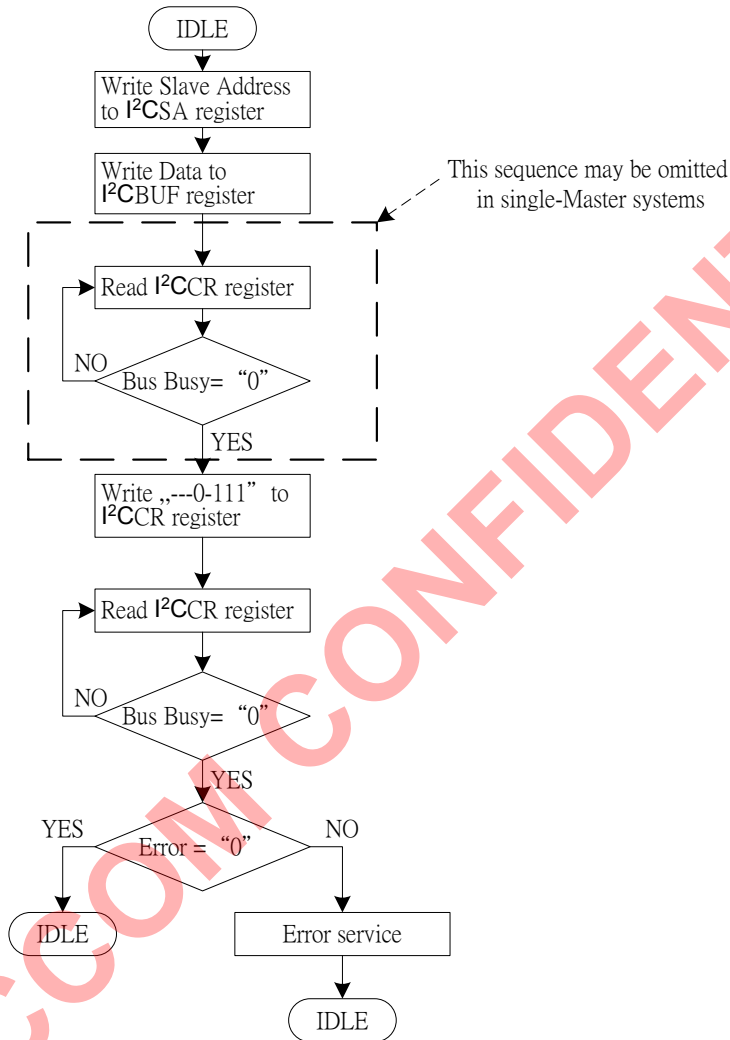 IDLE
Write Slave Address
to I²CSA register
Write Data to
I²CBUF register
This sequence may be omitted
in single-Master systems
Read I²CCR register
NO
Bus Busy= “0”
YES
Write „---0-111” to
I²CCR register
Read I²CCR register
NO
Bus Busy= “0”
YES
YES
Error = “0”
NO
IDLE
Error service
IDLE
CCOM CONFIDENT